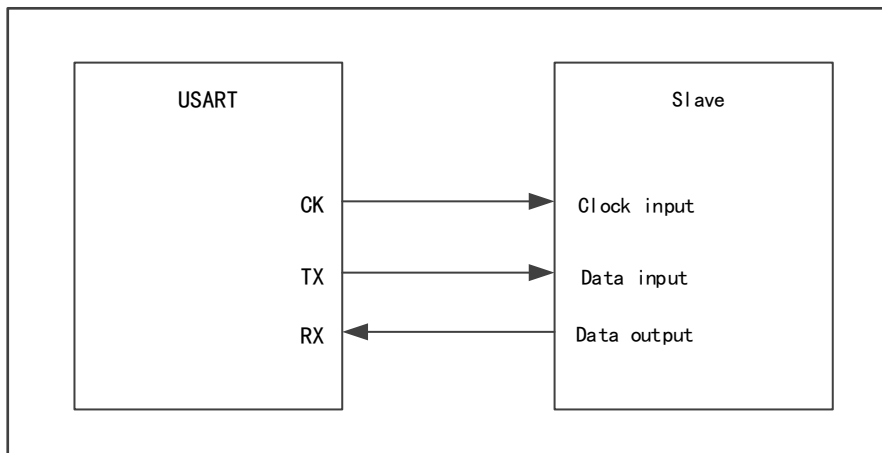 USART
Slave
CK
Clock input
TX
Data input
RX
Data output